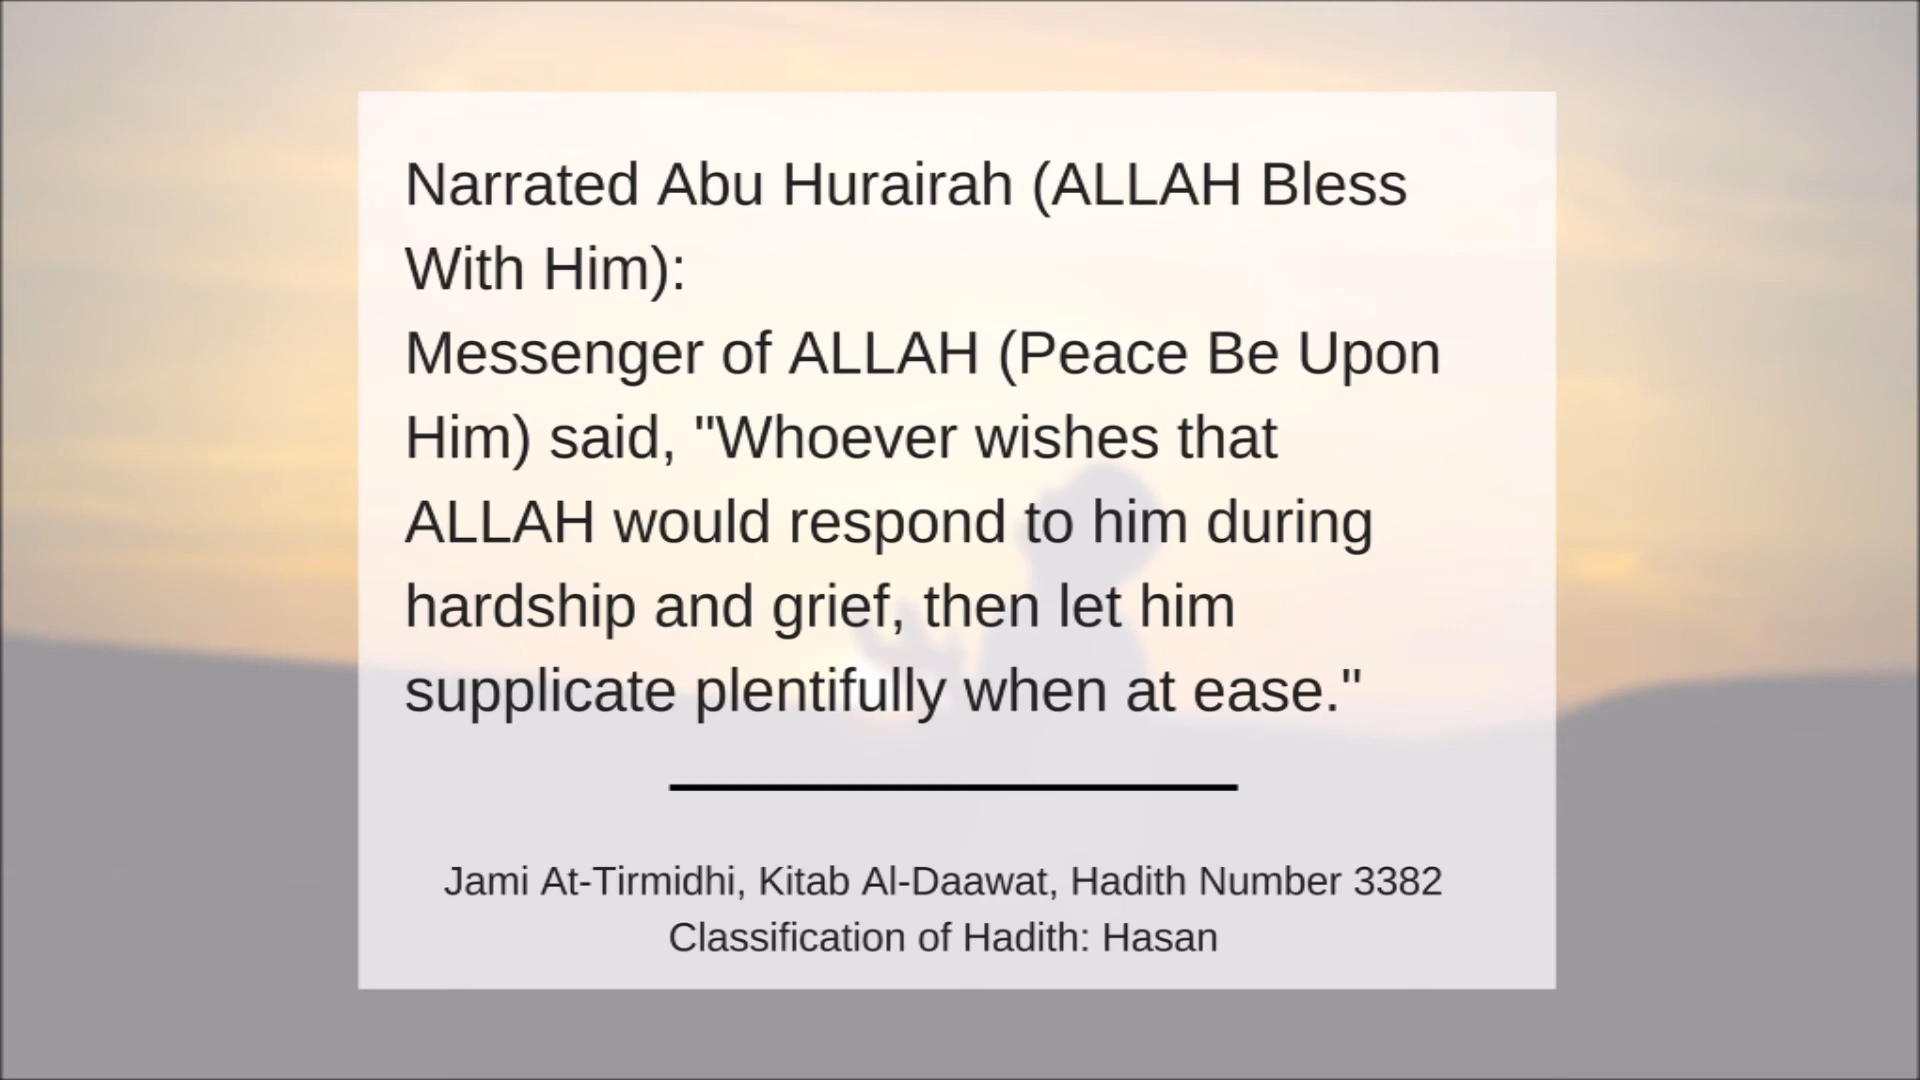 Narrated Abu Hurairah (ALLAH Bless
With Him):
Messenger of ALLAH (Peace Be Upon
Him) said, "Whoever wishes that
ALLAH would respond to him during
hardship and grief, then let him
supplicate plentifully when at ease."
Jami At-Tirmidhi, Kitab Al-Daawat, Hadith Number 3382
Classification of Hadith: Hasan